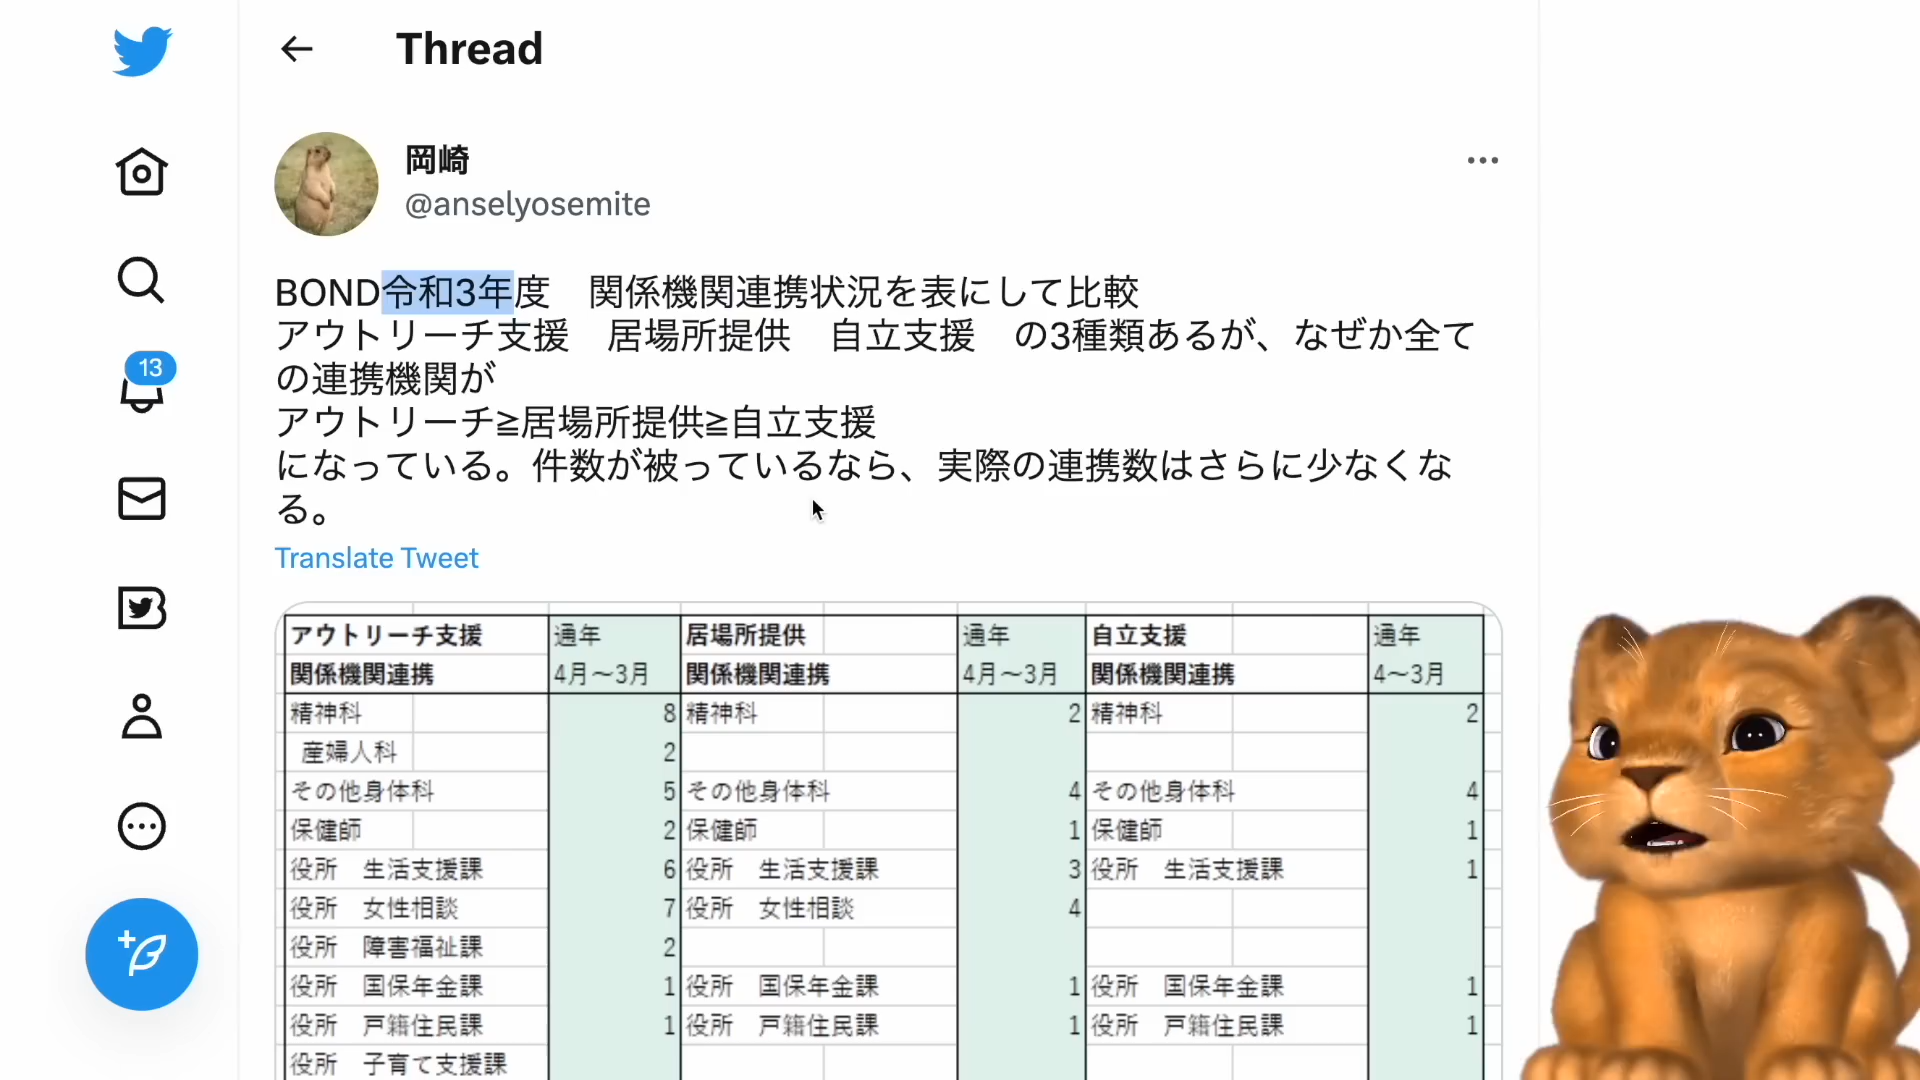 Thread
岡崎
@anselyosemite
BOND令和3年度　関係機関連携状況を表にして比較
アウトリーチ支援　居場所提供　自立支援　の3種類あるが、なぜか全て
の連携機関が
アウトリーチ≧居場所提供≧自立支援
になっている。件数が被っているなら、実際の連携数はさらに少なくな
る。
Translate Tweet
13
アウトリーチ支援 通年 居場所提供 通年 自立支援 通年
関係機関連携 4月～3月 関係機関連携 4月～3月 関係機関連携 4～3月
精神科 8 精神科 2 精神科 2
産婦人科 2
その他身体科 5 その他身体科 4 その他身体科 4
保健師 2 保健師 1 保健師 1
役所　生活支援課 6 役所　生活支援課 3 役所　生活支援課 1
役所　女性相談 7 役所　女性相談 4
役所　障害福祉課 2
役所　国保年金課 1 役所　国保年金課 1 役所　国保年金課 1
役所　戸籍住民課 1 役所　戸籍住民課 1 役所　戸籍住民課 1
役所　子育て支援課